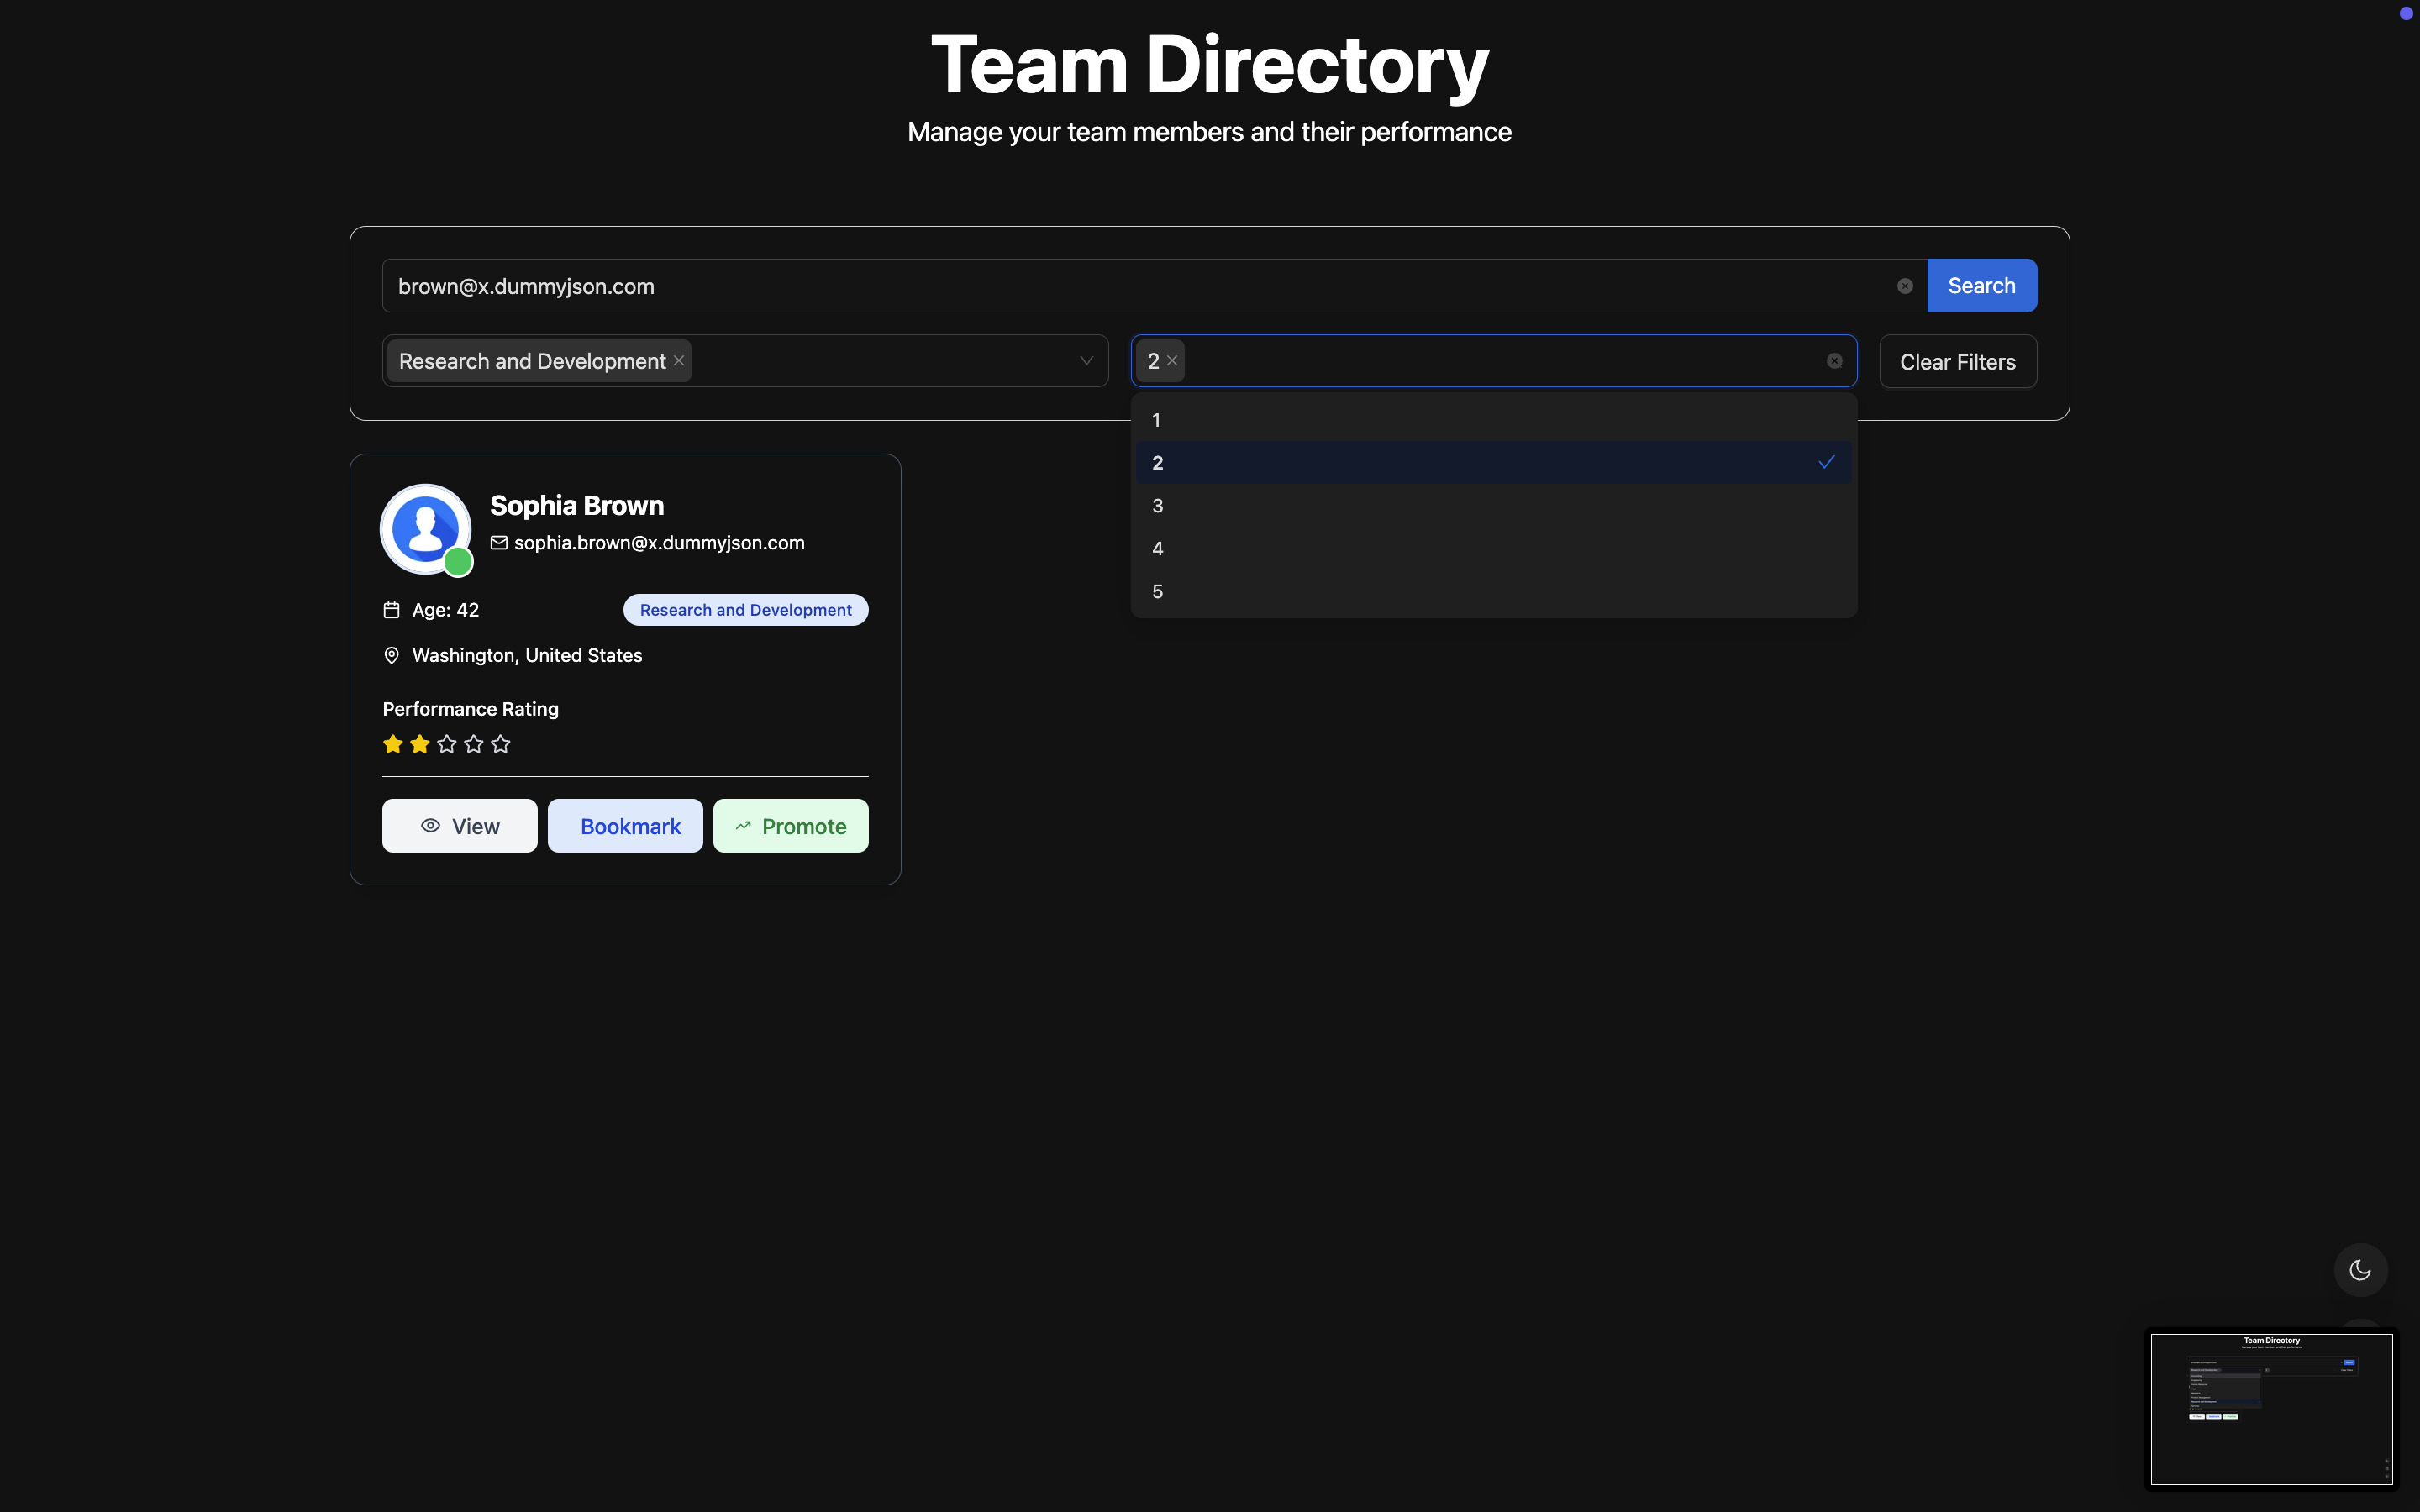 Team Directory
Manage your team members and their performance
brown@x.dummyjson.com
Search
Research and Development
2
Clear Filters
1
2
3
4
5
Sophia Brown
sophia.brown@x.dummyjson.com
Age: 42
Research and Development
Washington, United States
Performance Rating
View
Bookmark
Promote
Team Directory